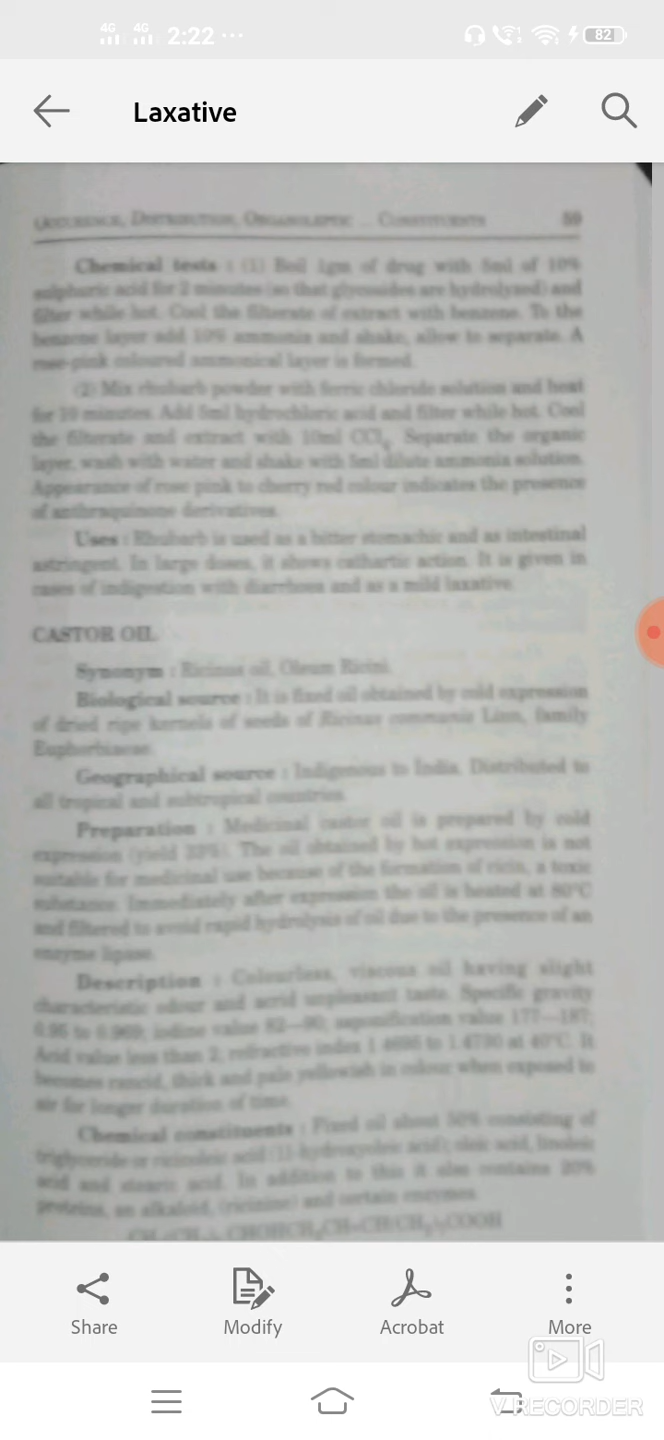 4G 4G 2:22 ... 82
Laxative
OCCURENCE, DISTRIBUTION, ORGANOLEPTIC ... CONSTITUENTS 59
Chemical tests : (1) Boil 1gm of drug with 5ml of 10%
sulphuric acid for 2 minutes (so that glycosides are hydrolysed) and
filter while hot. Cool the filterate of extract with benzene. To the
benzene layer add 10% ammonia and shake, allow to separate. A
rose-pink coloured ammonical layer is formed.
(2) Mix rhubarb powder with ferric chloride solution and heat
for 10 minutes. Add 5ml hydrochloric acid and filter while hot. Cool
the filterate and extract with 10ml CCl₄. Separate the organic
layer, wash with water and shake with 5ml dilute ammonia solution.
Appearance of rose pink to cherry red colour indicates the presence
of anthraquinone derivatives.
Uses : Rhubarb is used as a bitter stomachic and as intestinal
astringent. In large doses, it shows cathartic action. It is given in
cases of indigestion with diarrhoea and as a mild laxative.
CASTOR OIL
Synonym : Ricinus oil, Oleum Ricini.
Biological source : It is fixed oil obtained by cold expression
of dried ripe kernels of seeds of Ricinus communis Linn, family
Euphorbiaceae.
Geographical source : Indigenous to India. Distributed to
all tropical and subtropical countries.
Preparation : Medicinal castor oil is prepared by cold
expression (yield 33%). The oil obtained by hot expression is not
suitable for medicinal use because of the formation of ricin, a toxic
substance. Immediately after expression the oil is heated at 80°C
and filtered to avoid rapid hydrolysis of oil due to the presence of an
enzyme lipase.
Description : Colourless, viscous oil having slight
characteristic odour and acrid unpleasant taste. Specific gravity
0.95 to 0.969; iodine value 82—90; saponification value 177—187;
Acid value less than 2, refractive index 1.4695 to 1.4730 at 40°C. It
becomes rancid, thick and pale yellowish in colour when exposed to
air for longer duration of time.
Chemical constituents : Fixed oil about 50% consisting of
triglyceride or ricinoleic acid oleic acid, linoleic
acid and stearic acid. In addition to this it also contains 20%
proteins, an alkaloid, (ricinine) and certain enzymes.
Share Modify Acrobat More
V RECORDER